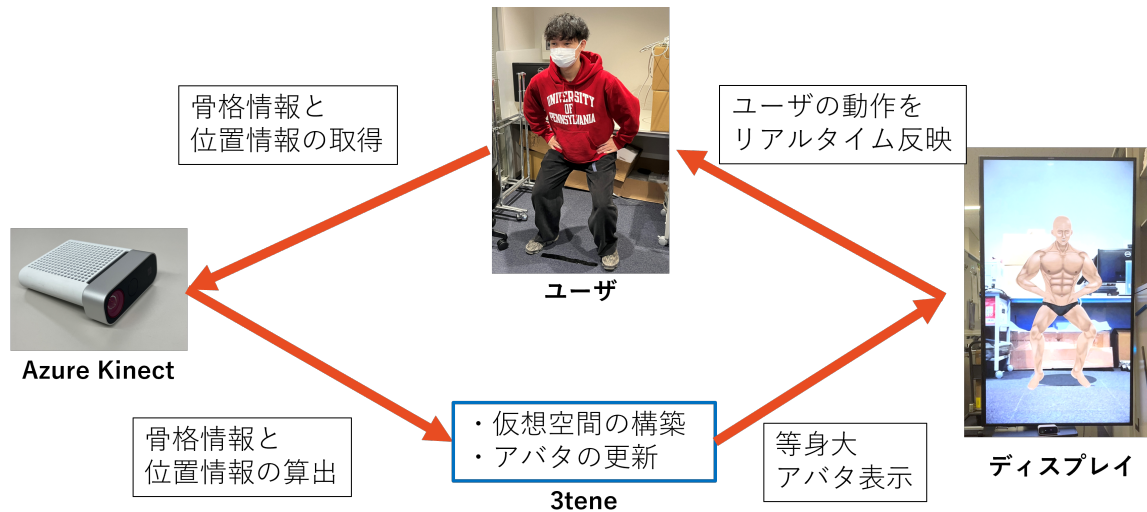 骨格情報と
位置情報の取得
UNIVERSITY
OF
PENNSYLVANIA
ユーザ
ユーザの動作を
リアルタイム反映
Azure Kinect
骨格情報と
位置情報の算出
・仮想空間の構築
・アバタの更新
3tene
等身大
アバタ表示
ディスプレイ